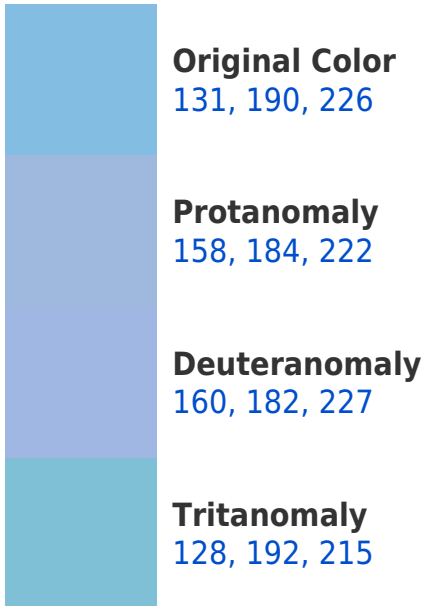 Original Color
131, 190, 226
Protanomaly
158, 184, 222
Deuteranomaly
160, 182, 227
Tritanomaly
128, 192, 215